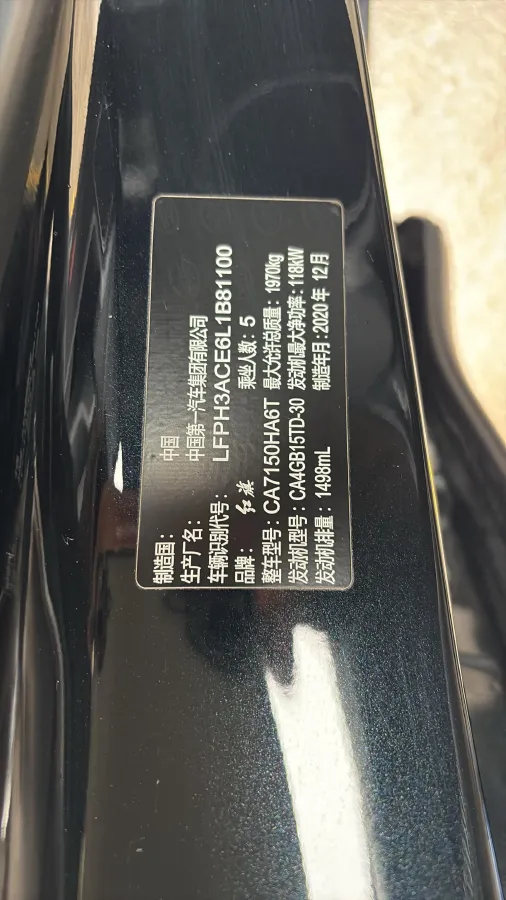 制造国： 中国
生产厂名： 中国第一汽车集团有限公司
车辆识别代号： LFPH3ACE6L1B81100
品牌： 红旗 乘坐人数：5
整车型号：CA7150HA6T 最大允许总质量：1970kg
发动机型号：CA4GB15TD-30 发动机最大净功率：118kW
发动机排量：1498mL 制造年月：2020年 12月